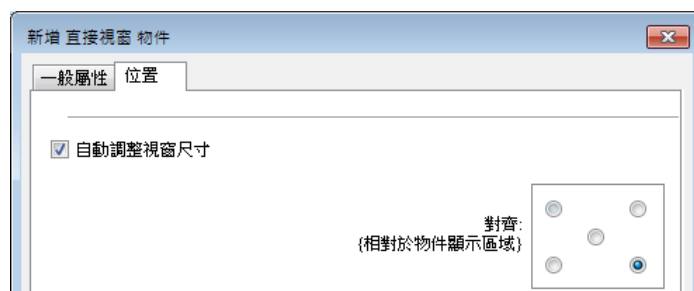 新增 直接視窗 物件
一般屬性 位置
自動調整視窗尺寸
對齊:
{相對於物件顯示區域}